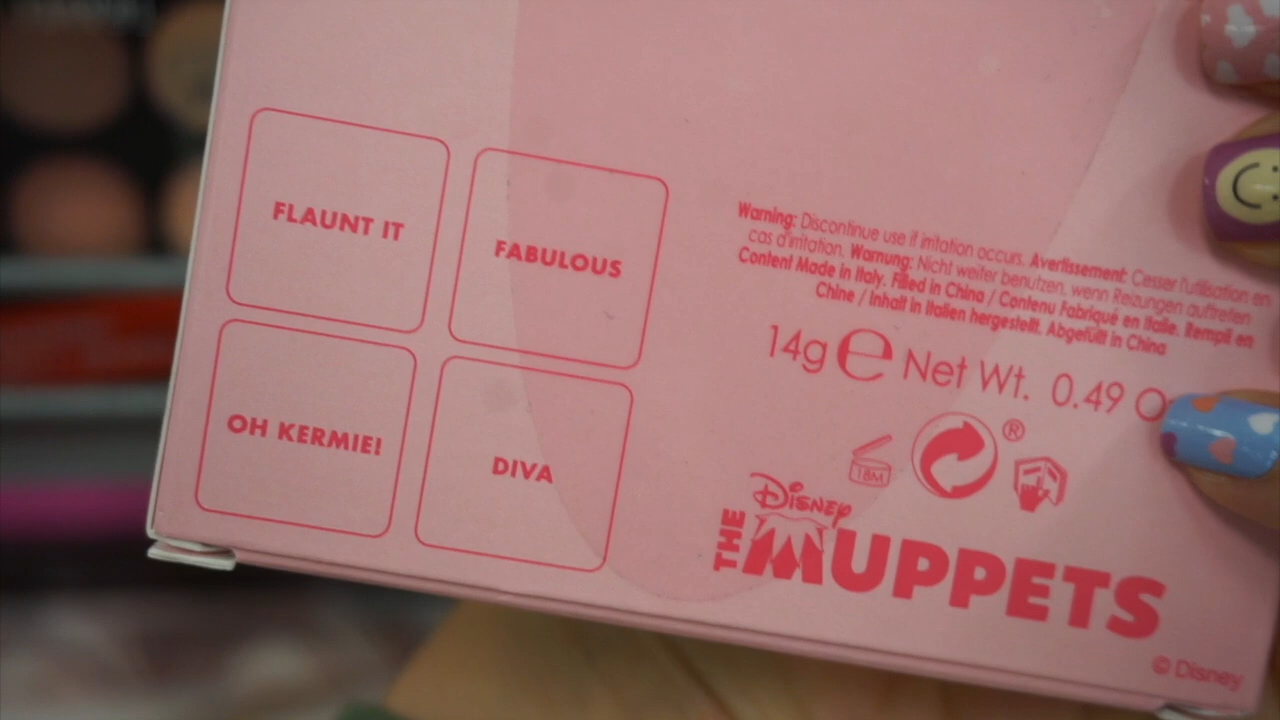 FLAUNT IT
FABULOUS
OH KERMIE!
DIVA
Warning: Discontinue use if irritation occurs. Avertissement: Cesser l'utilisation en
cas d'irritation. Warnung: Nicht weiter benutzen, wenn Reizungen auftreten
Content Made in Italy. Filled in China / Contenu Fabriqué en Italie. Rempli en
Chine / Inhalt in Italien hergestellt. Abgefüllt in China
14g e Net Wt. 0.49 O
18M
®
Disney
THE MUPPETS
© Disney